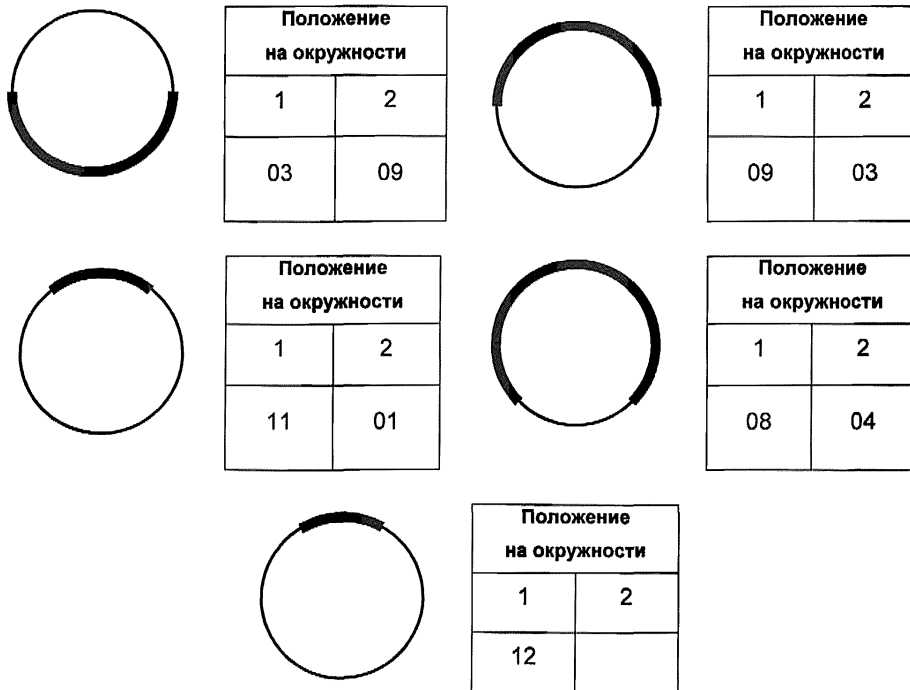 Положение
на окружности
1 2
03 09
Положение
на окружности
1 2
09 03
Положение
на окружности
1 2
11 01
Положение
на окружности
1 2
08 04
Положение
на окружности
1 2
12